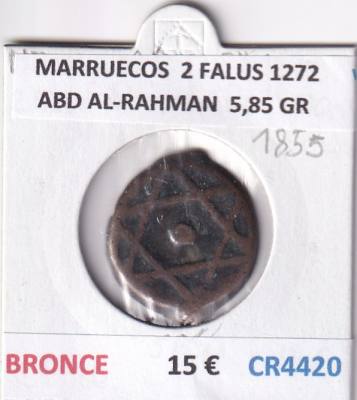 MARRUECOS 2 FALUS 1272
ABD AL-RAHMAN 5,85 GR
1855
BRONCE 15 € CR4420